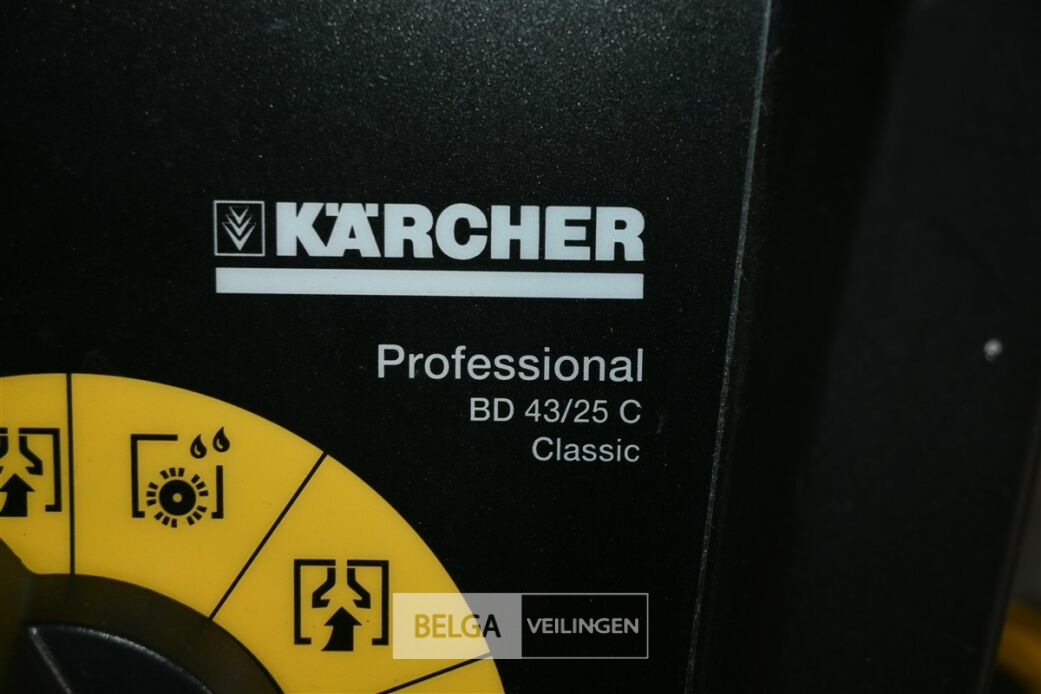 KÄRCHER
Professional
BD 43/25 C
Classic
BELGA VEILINGEN